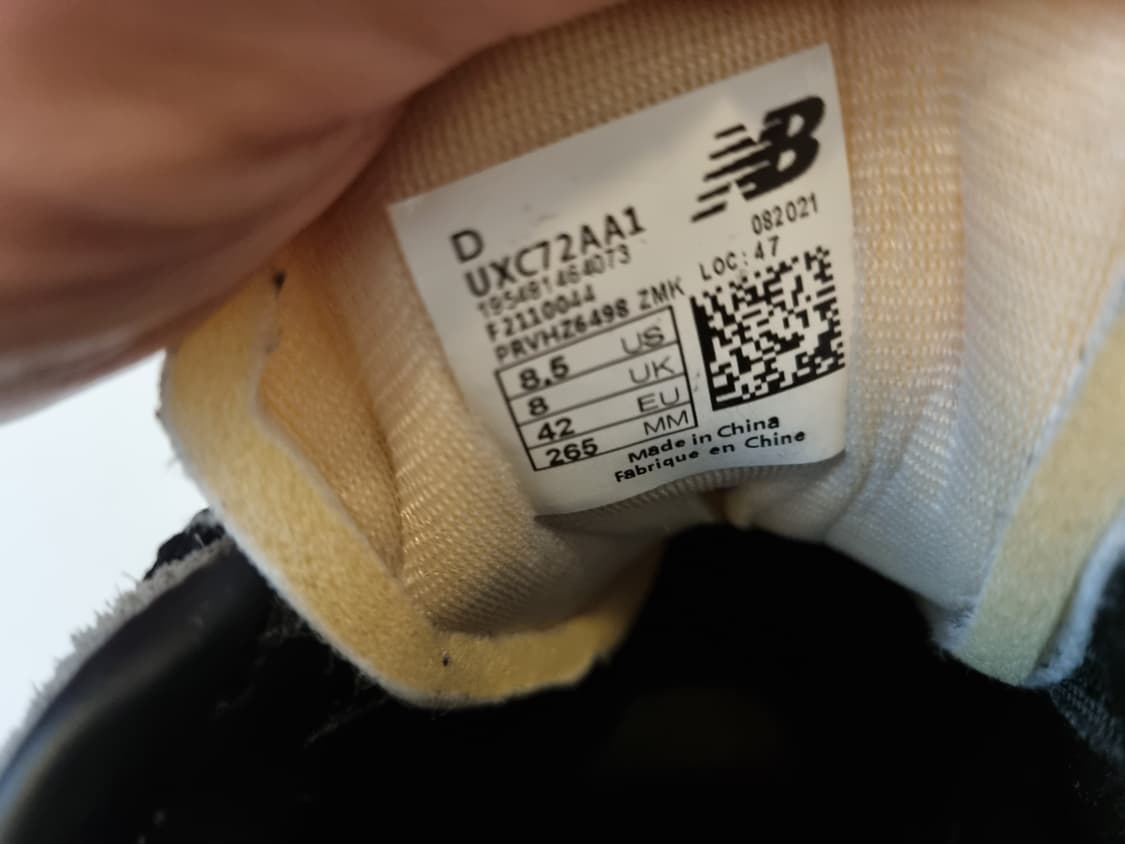 NB
D
UXC72AA1
195481464073
F2110044
PRVHZ6498 ZMK
082021
LOC:47
8.5 US
8 UK
42 EU
265 MM
Made in China
Fabrique en Chine